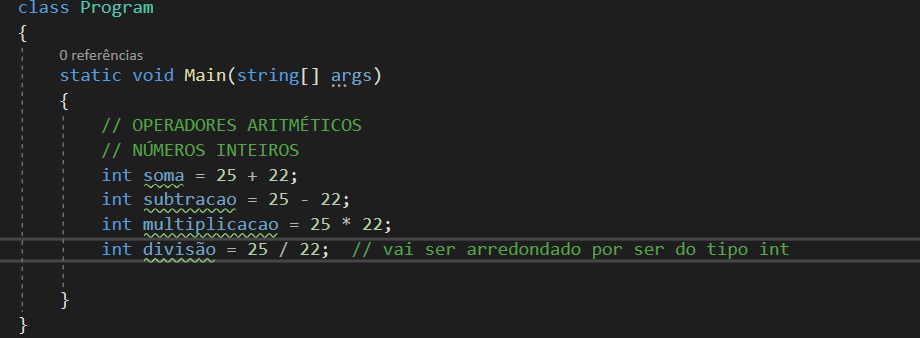 class Program
{
0 referências
static void Main(string[] args)
{
// OPERADORES ARITMÉTICOS
// NÚMEROS INTEIROS
int soma = 25 + 22;
int subtracao = 25 - 22;
int multiplicacao = 25 * 22;
int divisão = 25 / 22;  // vai ser arredondado por ser do tipo int
}
}